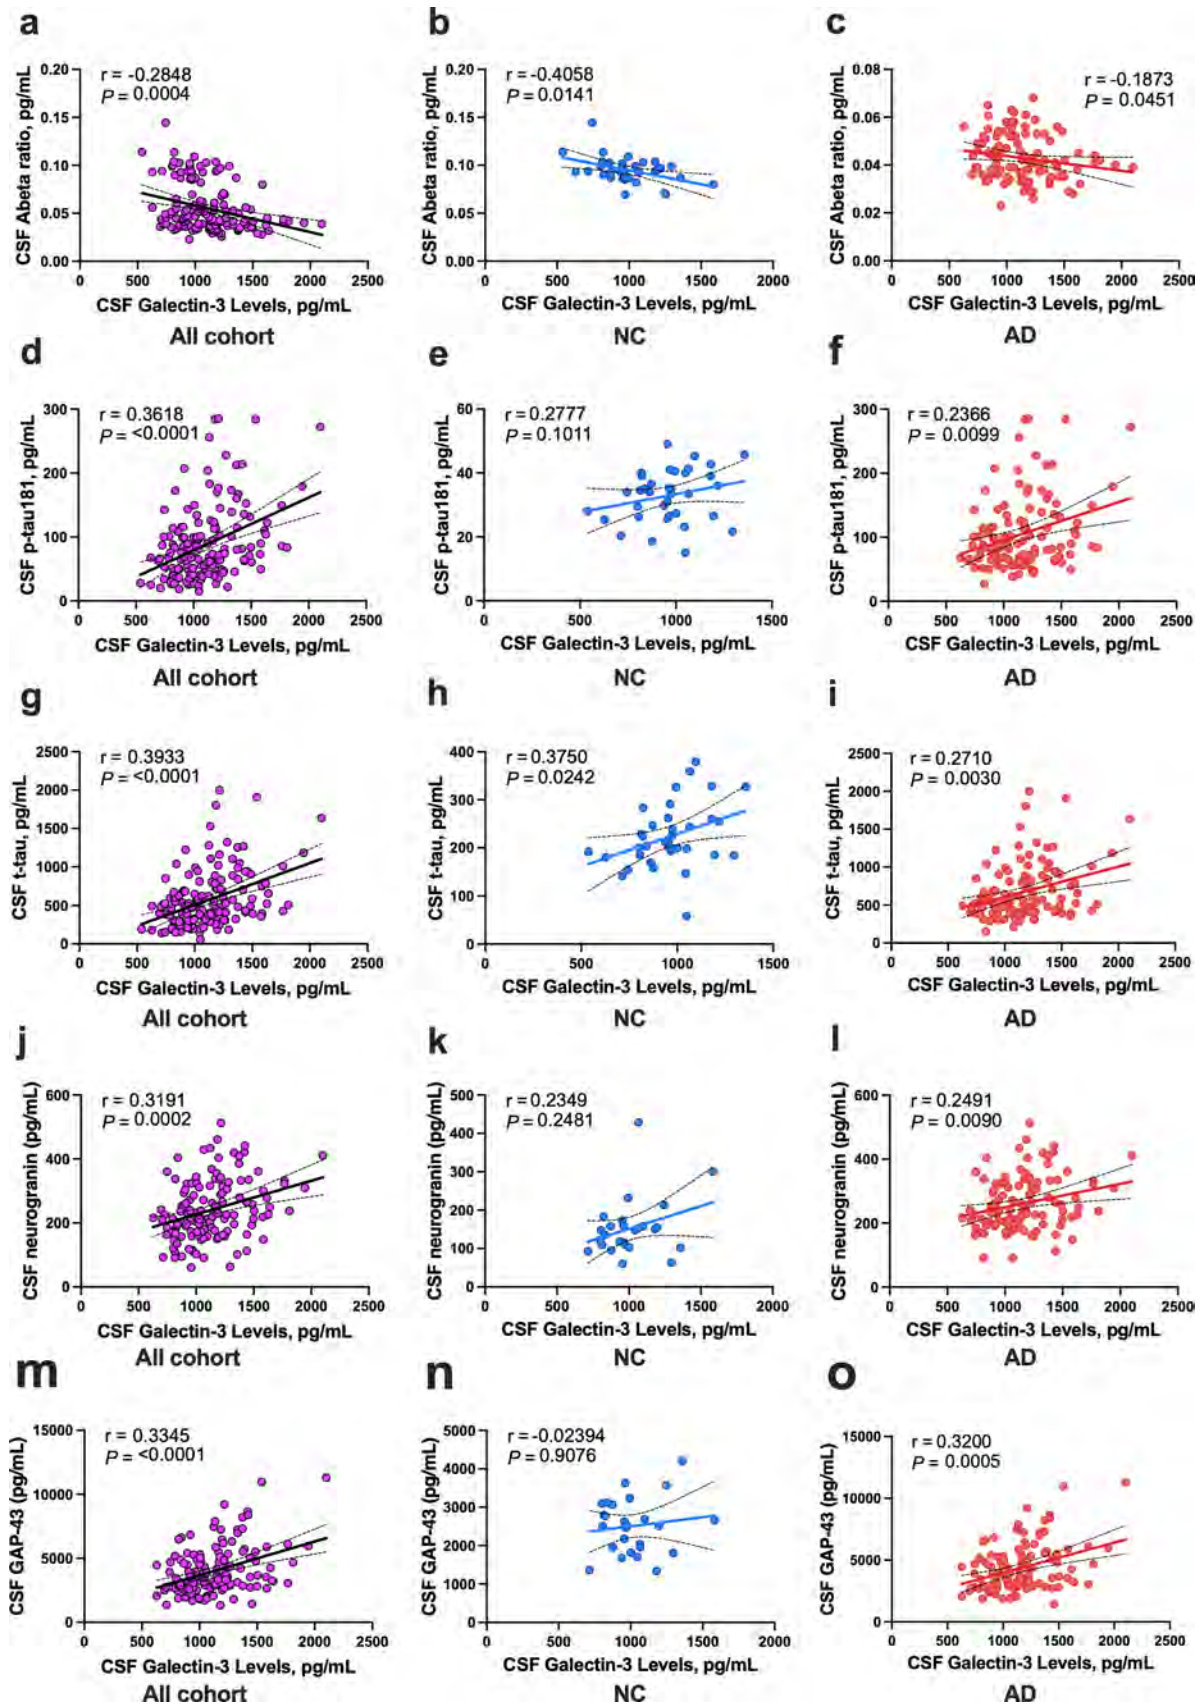 a
r = -0.2848
P = 0.0004
CSF Abeta ratio, pg/mL
0.20
0.15
0.10
0.05
0.00
0 500 1000 1500 2000 2500
CSF Galectin-3 Levels, pg/mL
All cohort
b
r = -0.4058
P = 0.0141
CSF Abeta ratio, pg/mL
0.20
0.15
0.10
0.05
0.00
0 500 1000 1500 2000
CSF Galectin-3 Levels, pg/mL
NC
c
r = -0.1873
P = 0.0451
CSF Abeta ratio, pg/mL
0.08
0.06
0.04
0.02
0.00
0 500 1000 1500 2000 2500
CSF Galectin-3 Levels, pg/mL
AD
d
r = 0.3618
P = <0.0001
CSF p-tau181, pg/mL
300
200
100
0
0 500 1000 1500 2000 2500
CSF Galectin-3 Levels, pg/mL
All cohort
e
r = 0.2777
P = 0.1011
CSF p-tau181, pg/mL
60
40
20
0
0 500 1000 1500
CSF Galectin-3 Levels, pg/mL
NC
f
r = 0.2366
P = 0.0099
CSF p-tau181, pg/mL
300
200
100
0
0 500 1000 1500 2000 2500
CSF Galectin-3 Levels, pg/mL
AD
g
r = 0.3933
P = <0.0001
CSF t-tau, pg/mL
2500
2000
1500
1000
500
0
0 500 1000 1500 2000 2500
CSF Galectin-3 Levels, pg/mL
All cohort
h
r = 0.3750
P = 0.0242
CSF t-tau, pg/mL
400
300
200
100
0
0 500 1000 1500
CSF Galectin-3 Levels, pg/mL
NC
i
r = 0.2710
P = 0.0030
CSF t-tau, pg/mL
2500
2000
1500
1000
500
0
0 500 1000 1500 2000 2500
CSF Galectin-3 Levels, pg/mL
AD
j
r = 0.3191
P = 0.0002
CSF neurogranin (pg/mL)
600
400
200
0
0 500 1000 1500 2000 2500
CSF Galectin-3 Levels, pg/mL
All cohort
k
r = 0.2349
P = 0.2481
CSF neurogranin (pg/mL)
500
400
300
200
100
0
0 500 1000 1500 2000
CSF Galectin-3 Levels, pg/mL
NC
l
r = 0.2491
P = 0.0090
CSF neurogranin (pg/mL)
600
400
200
0
0 500 1000 1500 2000 2500
CSF Galectin-3 Levels, pg/mL
AD
m
r = 0.3345
P = <0.0001
CSF GAP-43 (pg/mL)
15000
10000
5000
0
0 500 1000 1500 2000 2500
CSF Galectin-3 Levels, pg/mL
All cohort
n
r = -0.02394
P = 0.9076
CSF GAP-43 (pg/mL)
5000
4000
3000
2000
1000
0
0 500 1000 1500 2000
CSF Galectin-3 Levels, pg/mL
NC
o
r = 0.3200
P = 0.0005
CSF GAP-43 (pg/mL)
15000
10000
5000
0
0 500 1000 1500 2000 2500
CSF Galectin-3 Levels, pg/mL
AD